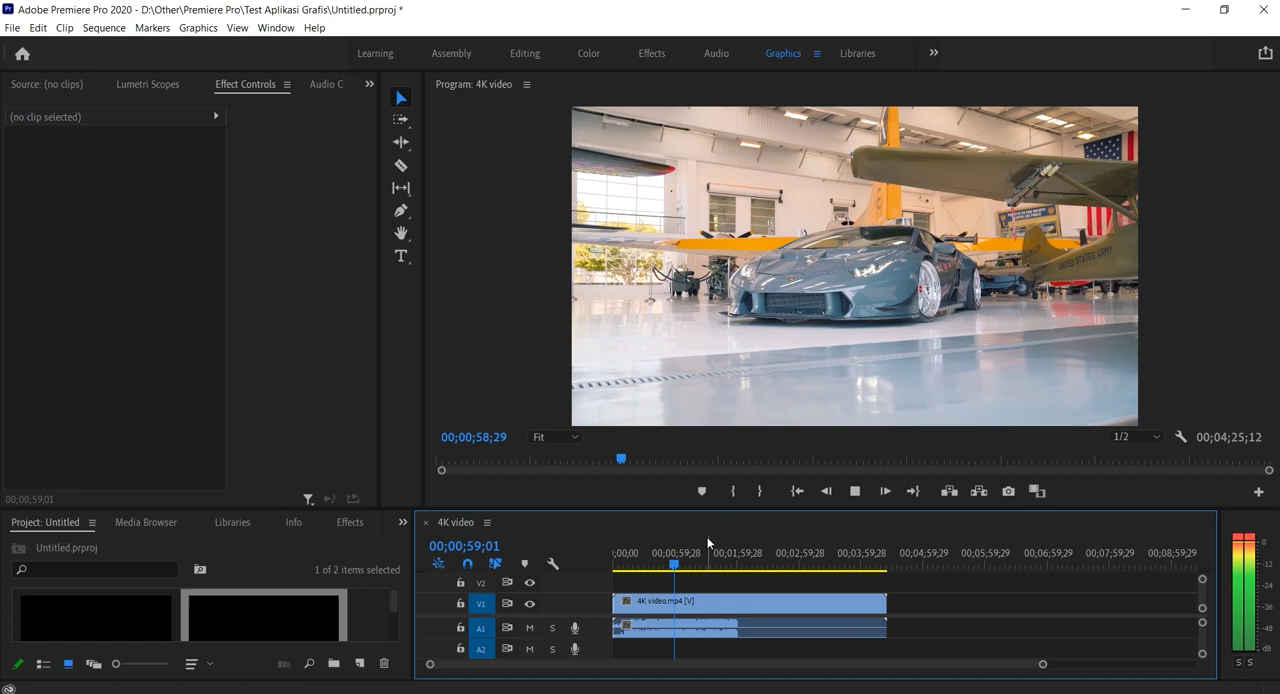 Adobe Premiere Pro 2020 - D:\Other\Premiere Pro\Test Aplikasi Grafis\Untitled.prproj *
File Edit Clip Sequence Markers Graphics View Window Help
Learning Assembly Editing Color Effects Audio Graphics Libraries
Source: (no clips) Lumetri Scopes Effect Controls Audio C
Program: 4K video
(no clip selected)
UNITED STATES ARMY
00;00;58;29 Fit 1/2 00;04;25;12
00;00;59;01
Project: Untitled Media Browser Libraries Info Effects
Untitled.prproj
1 of 2 items selected
× 4K video
00;00;59;01
;00;00 00;00;59;28 00;01;59;28 00;02;59;28 00;03;59;28 00;04;59;29 00;05;59;29 00;06;59;29 00;07;59;29 00;08;59;29
V2
V1 fx 4K video.mp4 [V]
A1 M S
A2 M S
0
-12
-24
-36
-48
dB
S S